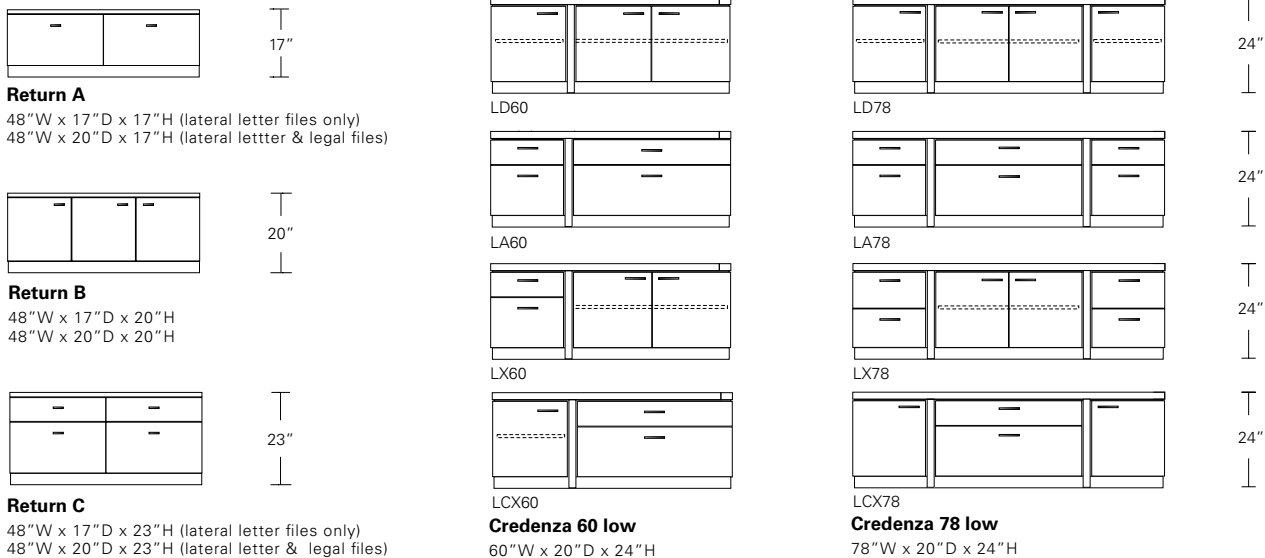 17”
Return A
48”W x 17”D x 17”H (lateral letter files only)
48”W x 20”D x 17”H (lateral lettter & legal files)
20”
Return B
48”W x 17”D x 20”H
48”W x 20”D x 20”H
23”
Return C
48”W x 17”D x 23”H (lateral letter files only)
48”W x 20”D x 23”H (lateral letter & legal files)
LD60
LA60
LX60
LCX60
Credenza 60 low
60”W x 20”D x 24”H
24”
LD78
24”
LA78
24”
LX78
24”
LCX78
Credenza 78 low
78”W x 20”D x 24”H